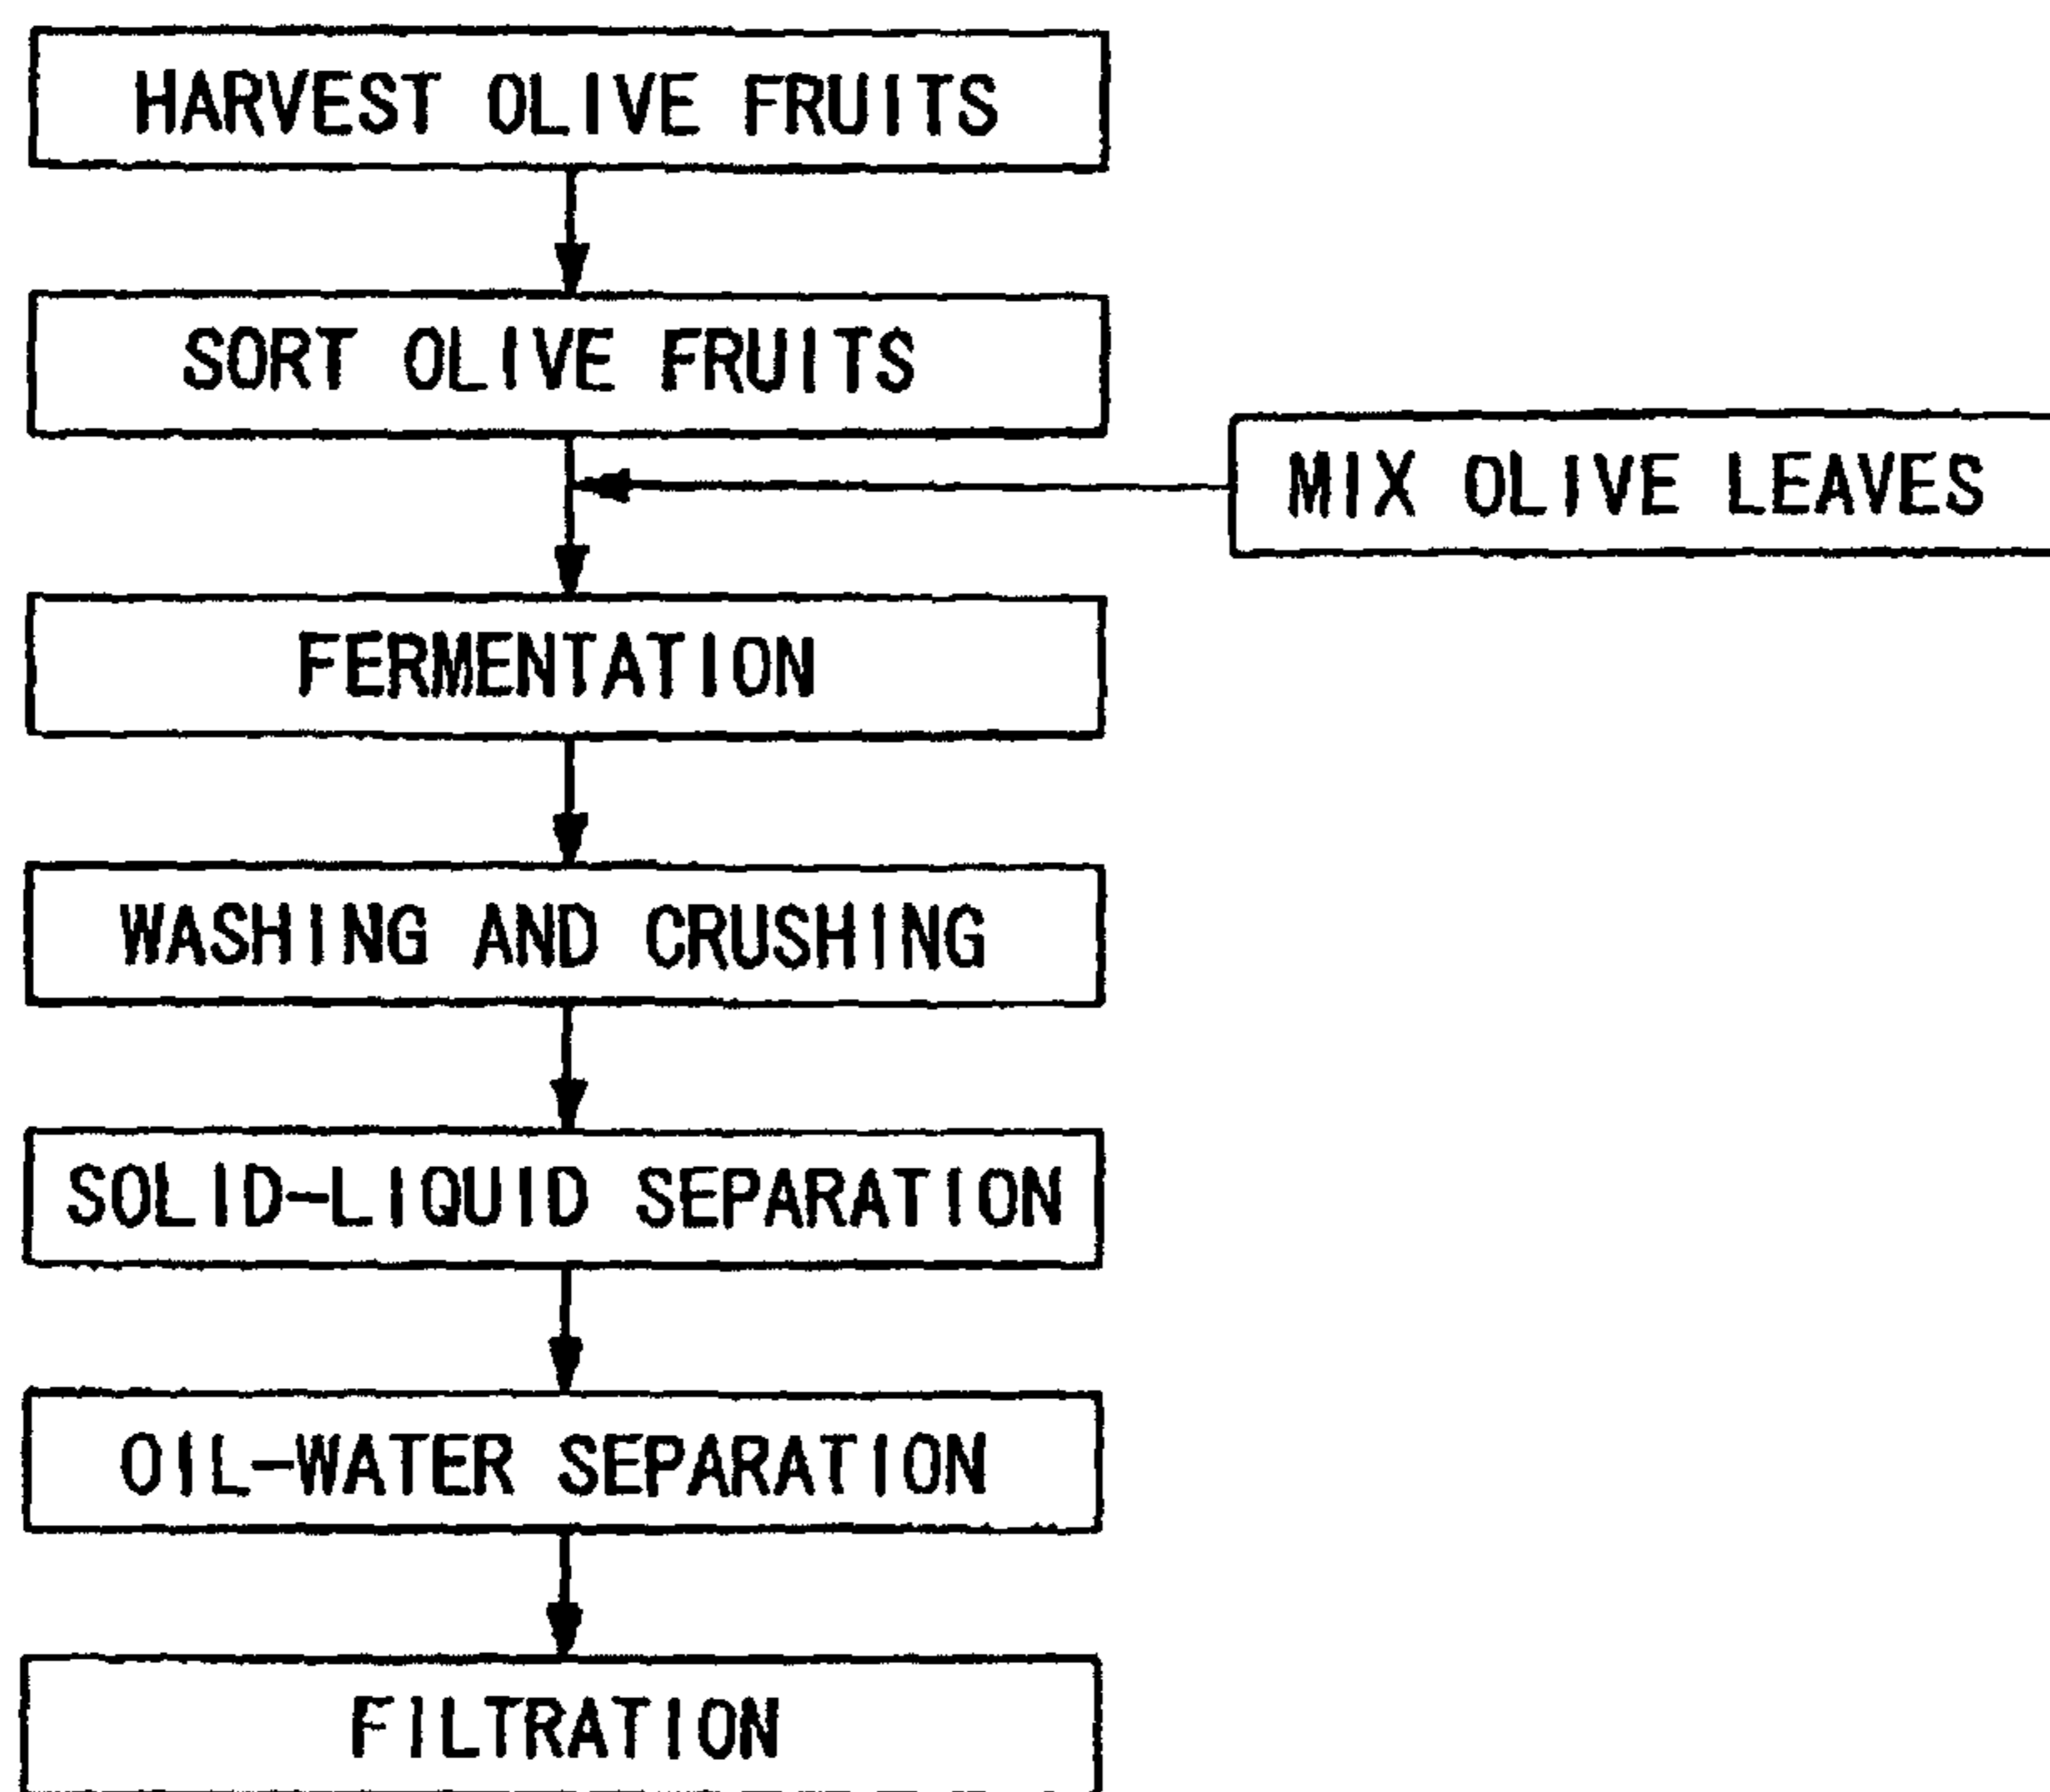 HARVEST OLIVE FRUITS
SORT OLIVE FRUITS
MIX OLIVE LEAVES
FERMENTATION
WASHING AND CRUSHING
SOLID-LIQUID SEPARATION
OIL-WATER SEPARATION
FILTRATION